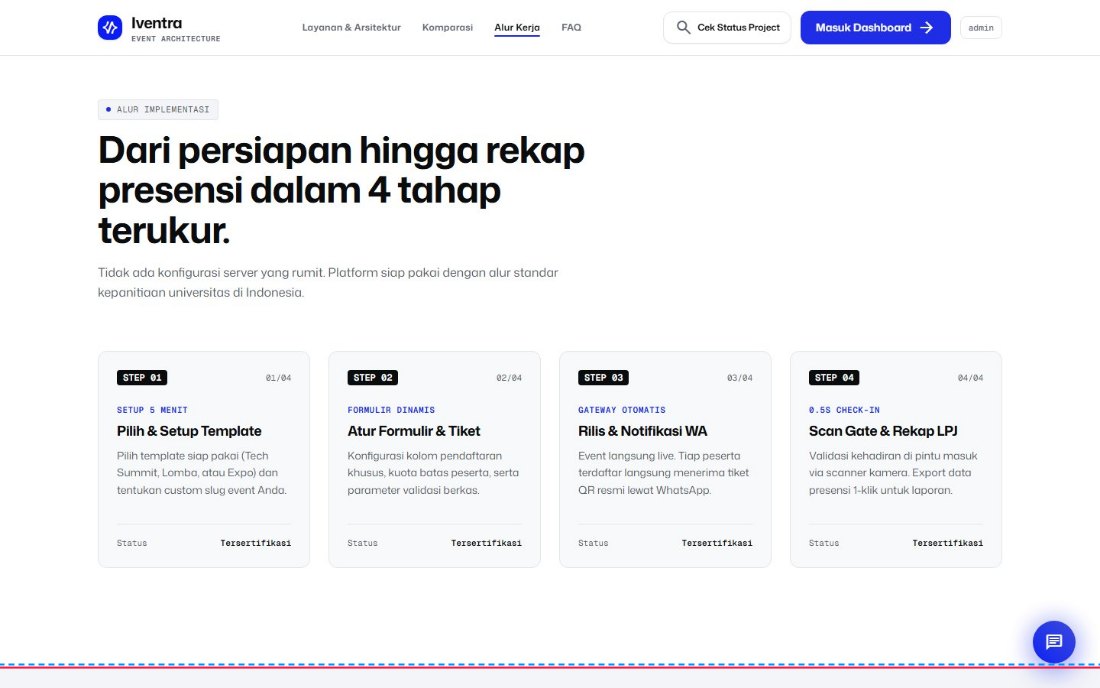 Iventra
EVENT ARCHITECTURE
Layanan & Arsitektur
Komparasi
Alur Kerja
FAQ
Cek Status Project
Masuk Dashboard
admin
ALUR IMPLEMENTASI
Dari persiapan hingga rekap
presensi dalam 4 tahap
terukur.
Tidak ada konfigurasi server yang rumit. Platform siap pakai dengan alur standar
kepanitiaan universitas di Indonesia.
STEP 01
01/04
SETUP 5 MENIT
Pilih & Setup Template
Pilih template siap pakai (Tech
Summit, Lomba, atau Expo) dan
tentukan custom slug event Anda.
Status
Tersertifikasi
STEP 02
02/04
FORMULIR DINAMIS
Atur Formulir & Tiket
Konfigurasi kolom pendaftaran
khusus, kuota batas peserta, serta
parameter validasi berkas.
Status
Tersertifikasi
STEP 03
03/04
GATEWAY OTOMATIS
Rilis & Notifikasi WA
Event langsung live. Tiap peserta
terdaftar langsung menerima tiket
QR resmi lewat WhatsApp.
Status
Tersertifikasi
STEP 04
04/04
0.5S CHECK-IN
Scan Gate & Rekap LPJ
Validasi kehadiran di pintu masuk
via scanner kamera. Export data
presensi 1-klik untuk laporan.
Status
Tersertifikasi